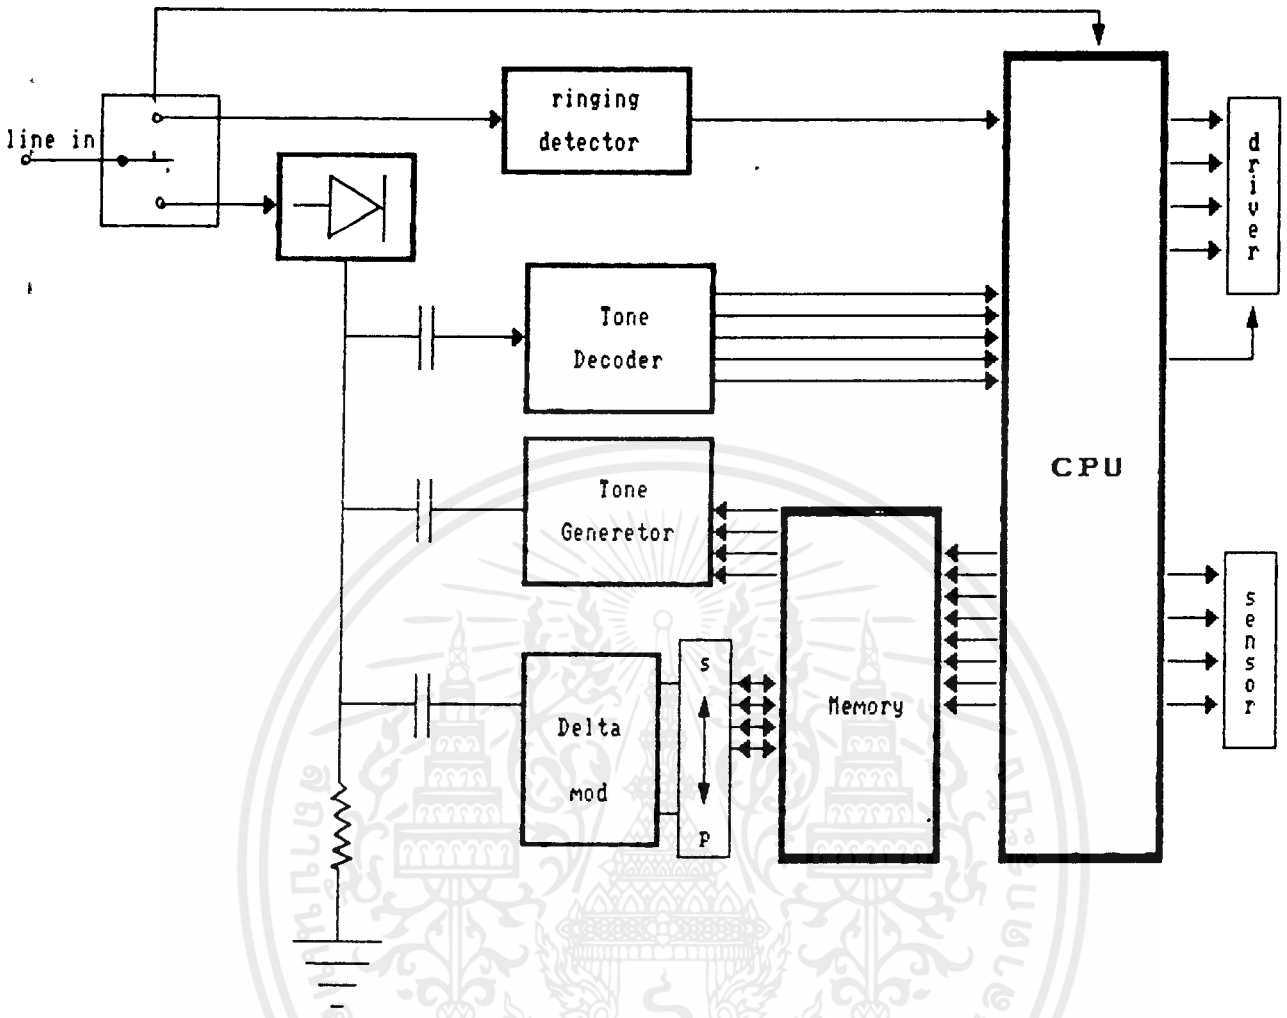 line in
ringing
detector
driver
Tone
Decoder
CPU
Tone
Generetor
sensor
s
p
Delta
mod
Memory